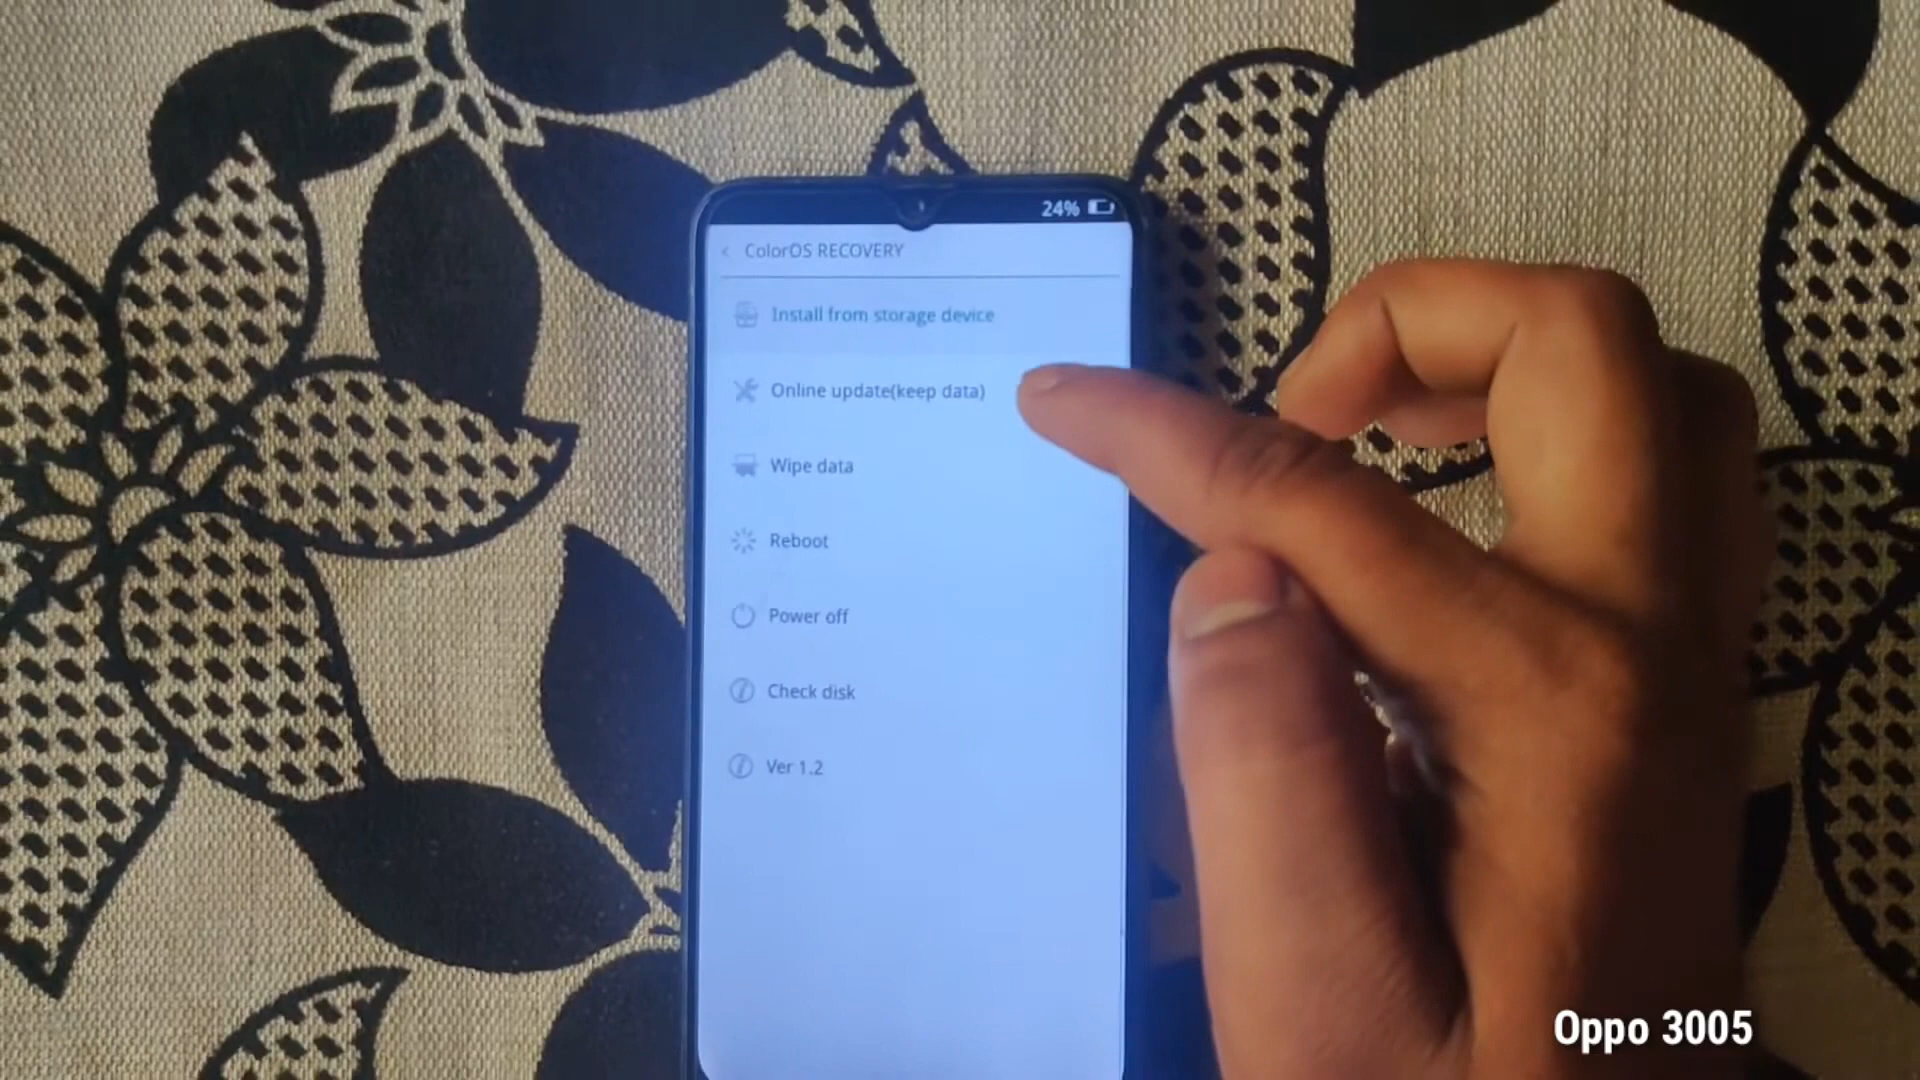 24%
ColorOS RECOVERY
Install from storage device
Online update(keep data)
Wipe data
Reboot
Power off
Check disk
Ver 1.2
Oppo 3005